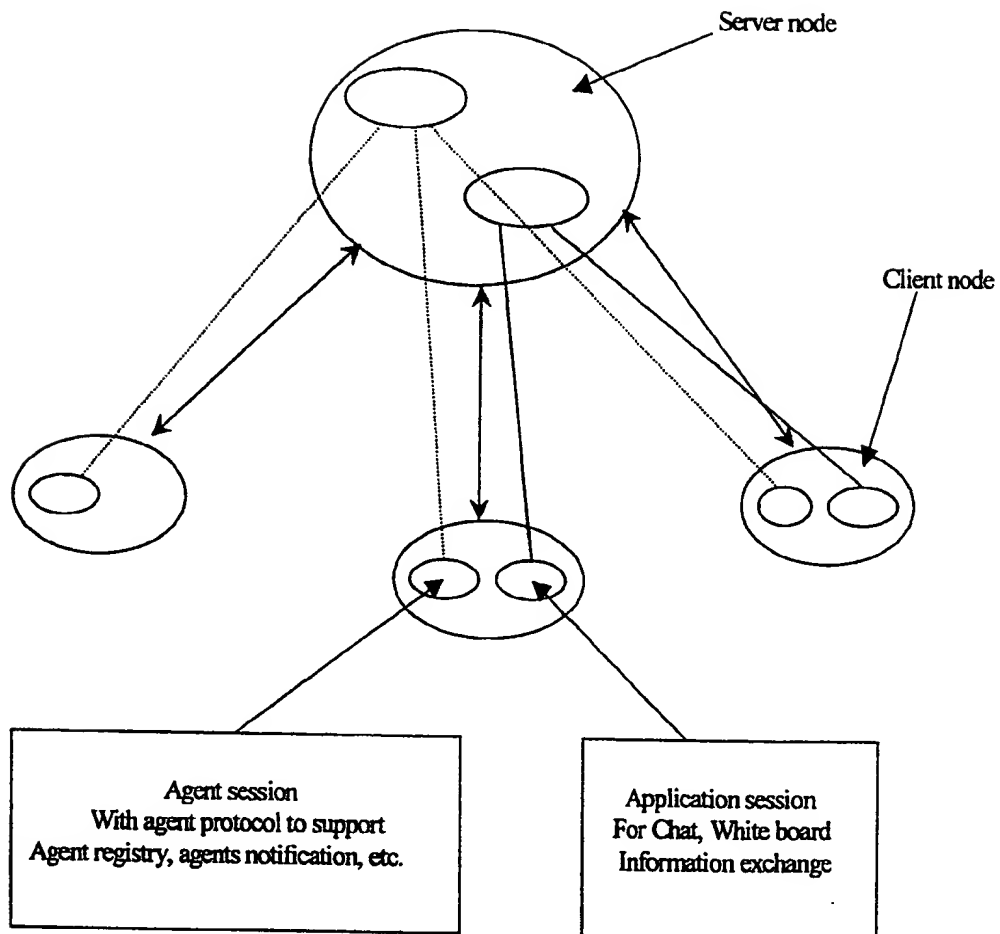 Server node
Client node
Agent session
With agent protocol to support
Agent registry, agents notification, etc.
Application session
For Chat, White board
Information exchange